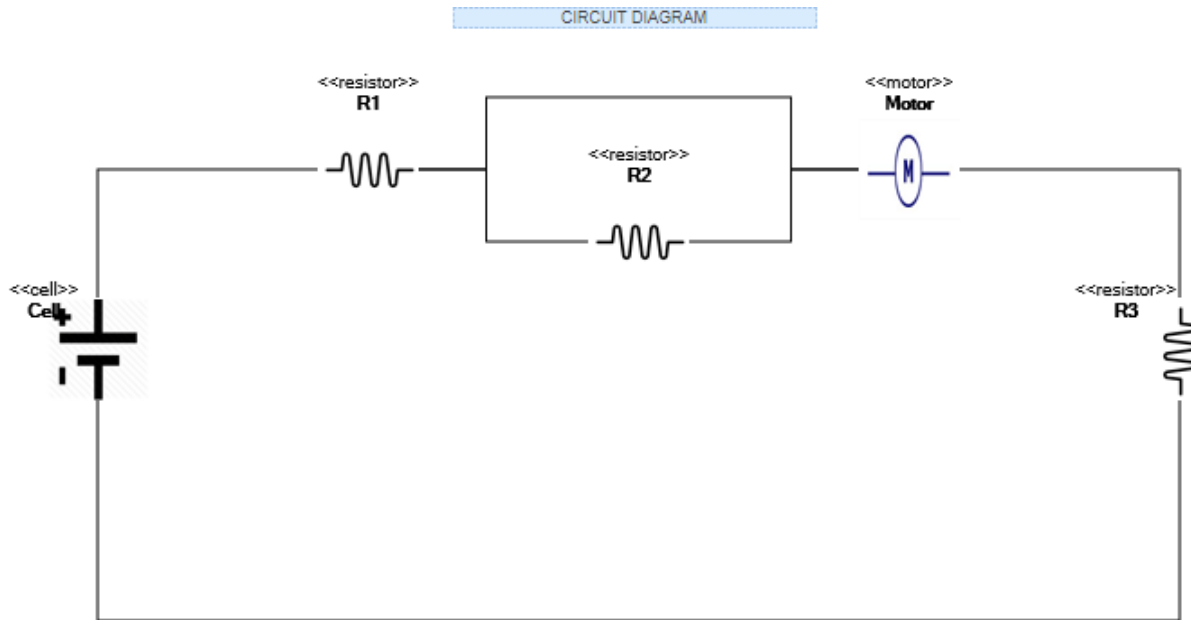 CIRCUIT DIAGRAM
<<resistor>>
R1
<<resistor>>
R2
<<motor>>
Motor
M
<<cell>>
Cell
+
-
<<resistor>>
R3